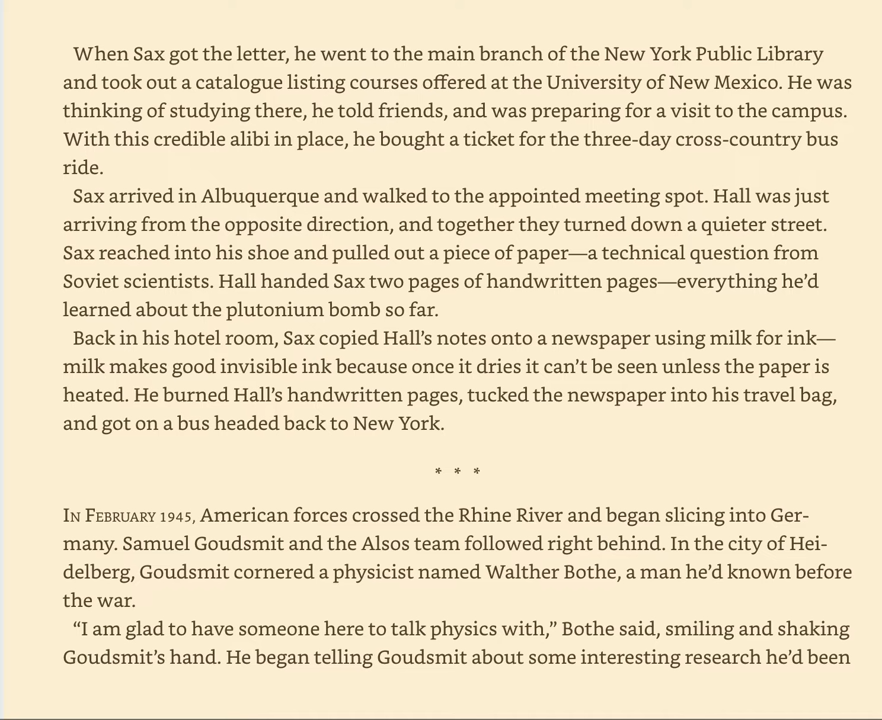 When Sax got the letter, he went to the main branch of the New York Public Library
and took out a catalogue listing courses offered at the University of New Mexico. He was
thinking of studying there, he told friends, and was preparing for a visit to the campus.
With this credible alibi in place, he bought a ticket for the three-day cross-country bus
ride.
Sax arrived in Albuquerque and walked to the appointed meeting spot. Hall was just
arriving from the opposite direction, and together they turned down a quieter street.
Sax reached into his shoe and pulled out a piece of paper—a technical question from
Soviet scientists. Hall handed Sax two pages of handwritten pages—everything he’d
learned about the plutonium bomb so far.
Back in his hotel room, Sax copied Hall’s notes onto a newspaper using milk for ink—
milk makes good invisible ink because once it dries it can’t be seen unless the paper is
heated. He burned Hall’s handwritten pages, tucked the newspaper into his travel bag,
and got on a bus headed back to New York.
* * *
In February 1945, American forces crossed the Rhine River and began slicing into Ger-
many. Samuel Goudsmit and the Alsos team followed right behind. In the city of Hei-
delberg, Goudsmit cornered a physicist named Walther Bothe, a man he’d known before
the war.
“I am glad to have someone here to talk physics with,” Bothe said, smiling and shaking
Goudsmit’s hand. He began telling Goudsmit about some interesting research he’d been